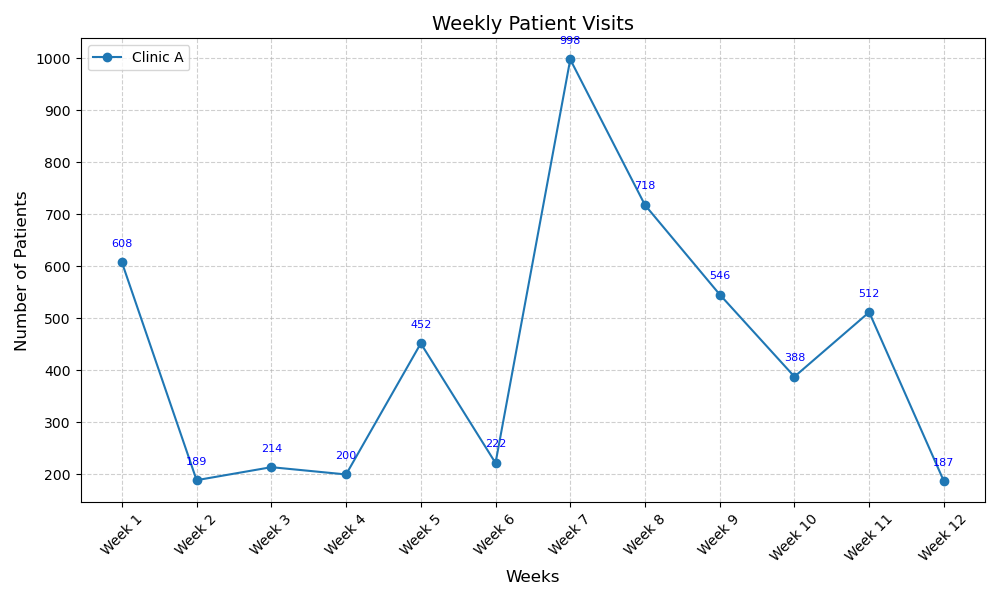 Weekly Patient Visits
Clinic A
Number of Patients
1000
900
800
700
600
500
400
300
200
608
189
214
200
452
222
998
718
546
388
512
187
Week 1
Week 2
Week 3
Week 4
Week 5
Week 6
Week 7
Week 8
Week 9
Week 10
Week 11
Week 12
Weeks